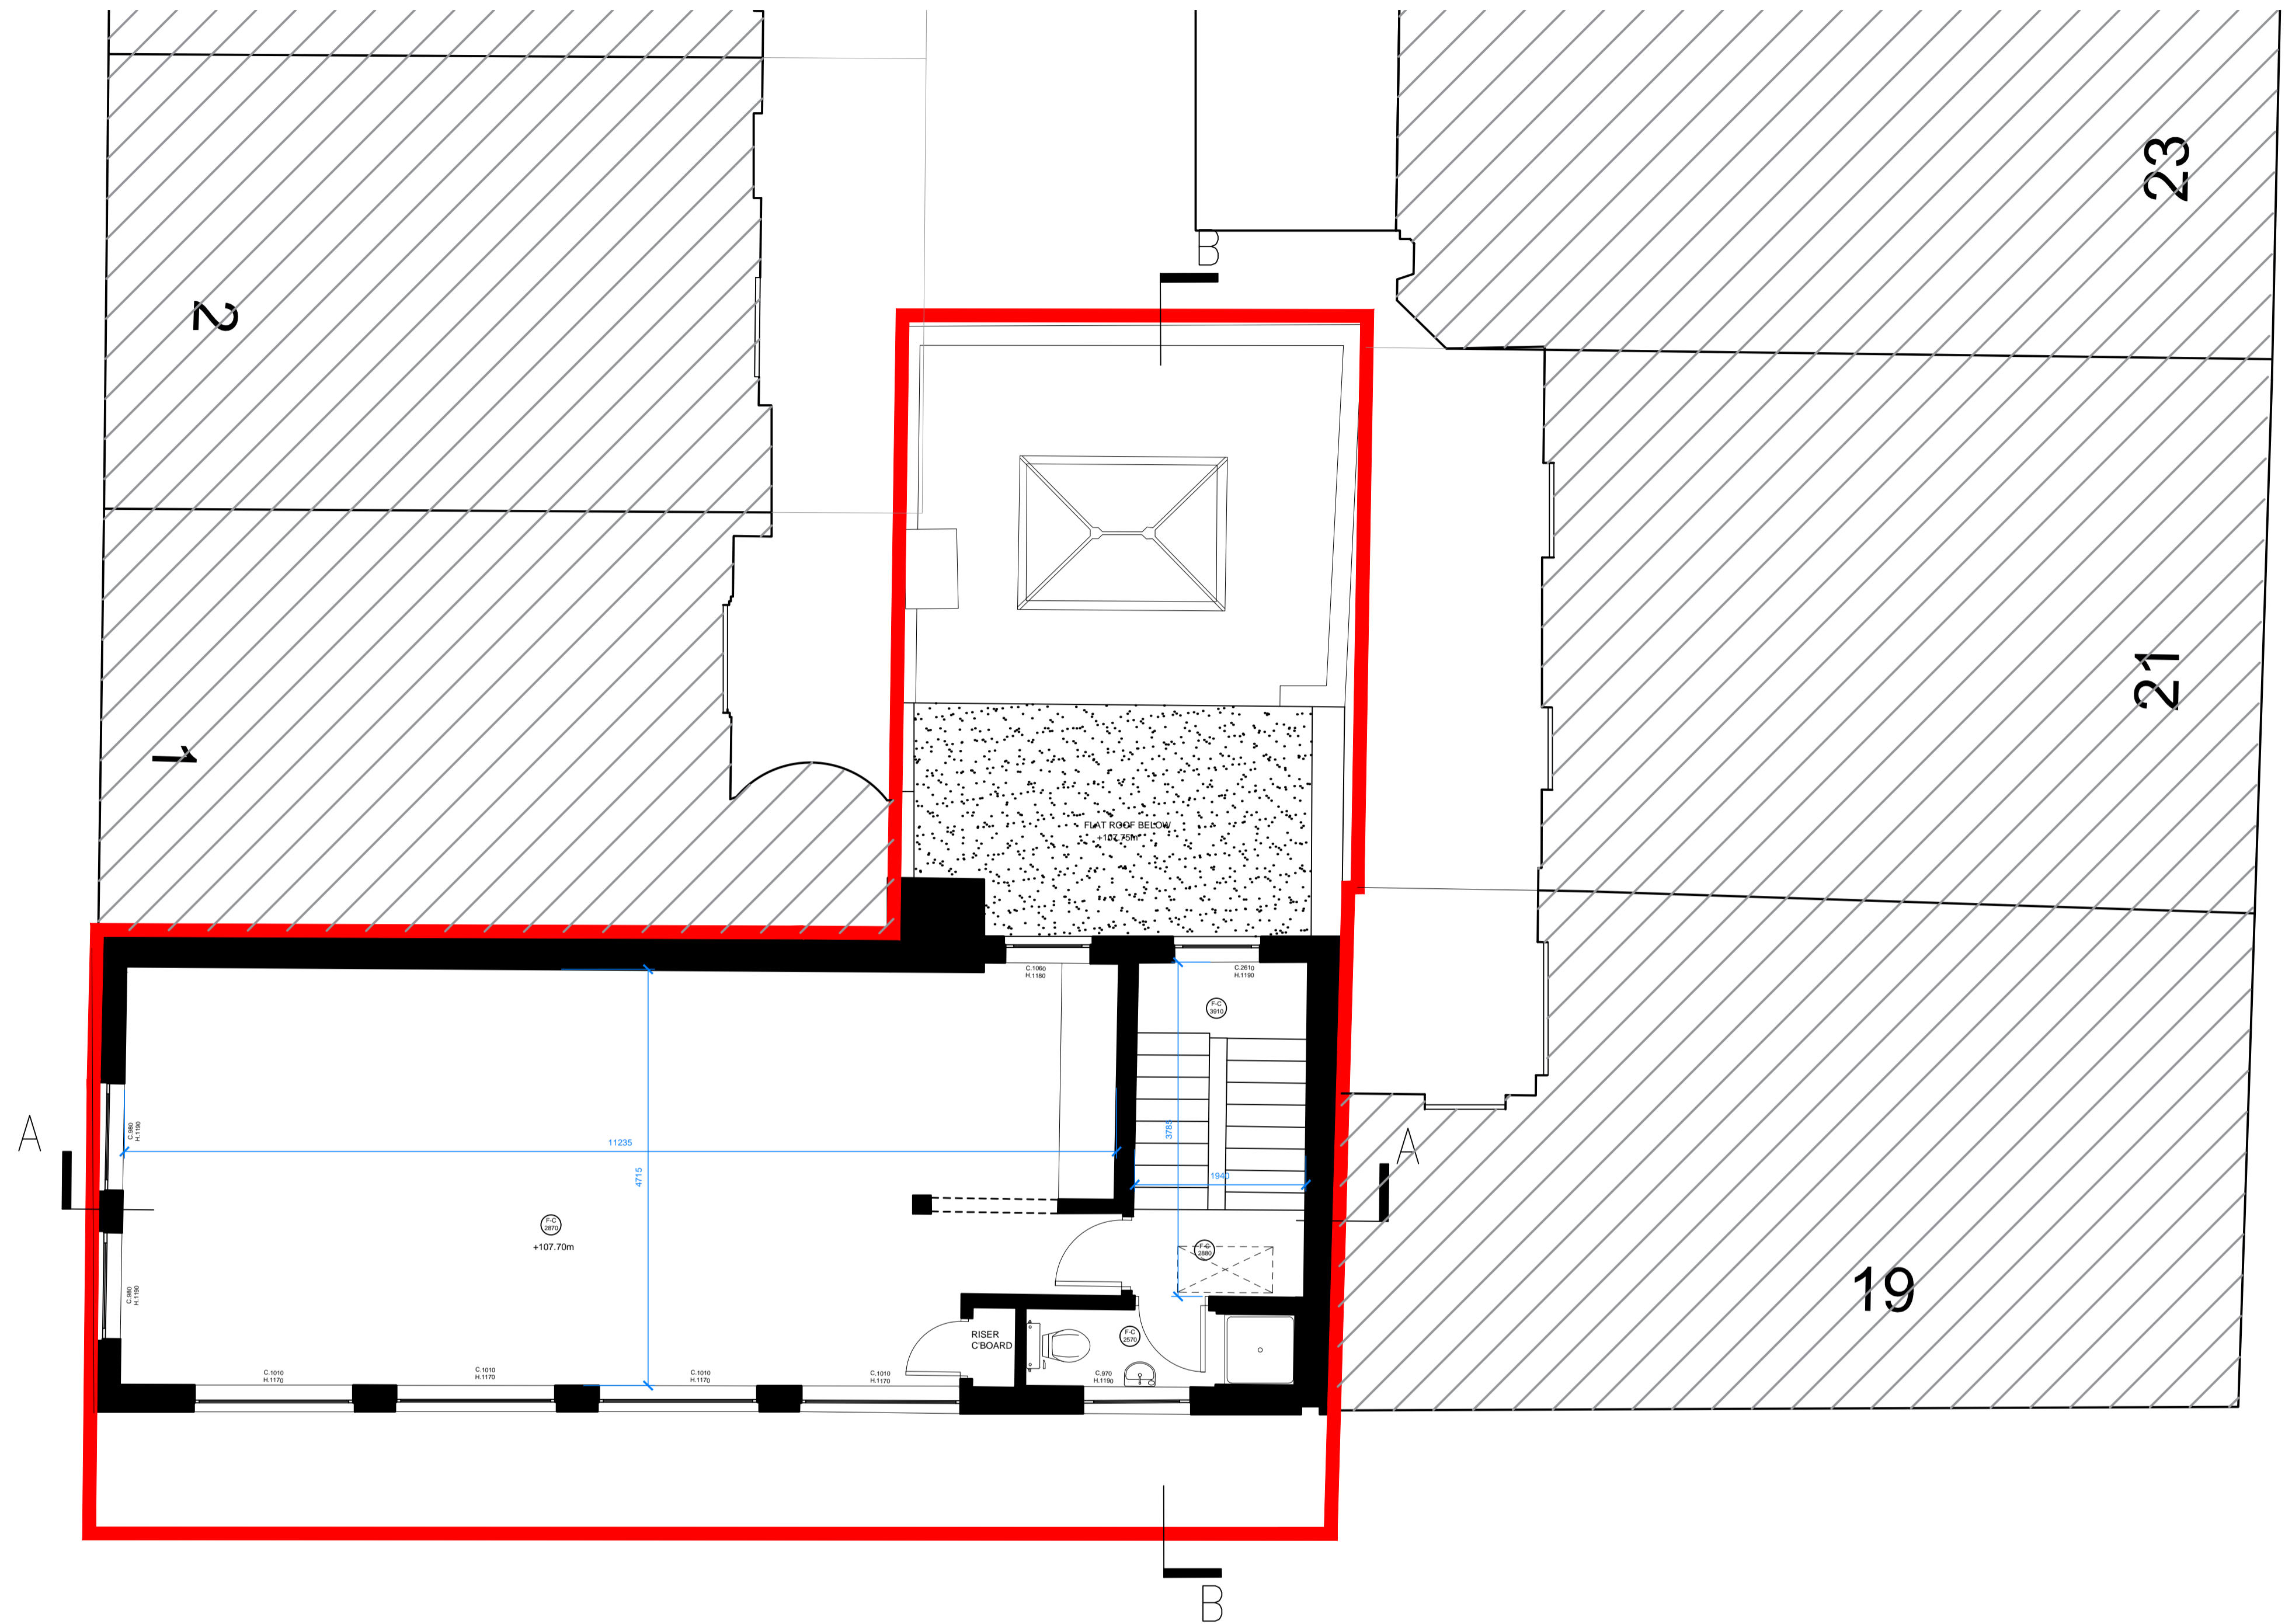 23
B
2
21
1
FLAT ROOF BELOW
+107.75m
C.1060
H.1180
C.2610
H.1190
F-C
3910
A
C.980
H.1190
11235
4715
3785
1940
A
F-C
2870
+107.70m
F-C
2880
C.980
H.1190
19
RISER
C'BOARD
F-C
2570
C.1010
H.1170
C.1010
H.1170
C.1010
H.1170
C.1010
H.1170
C.970
H.1190
B